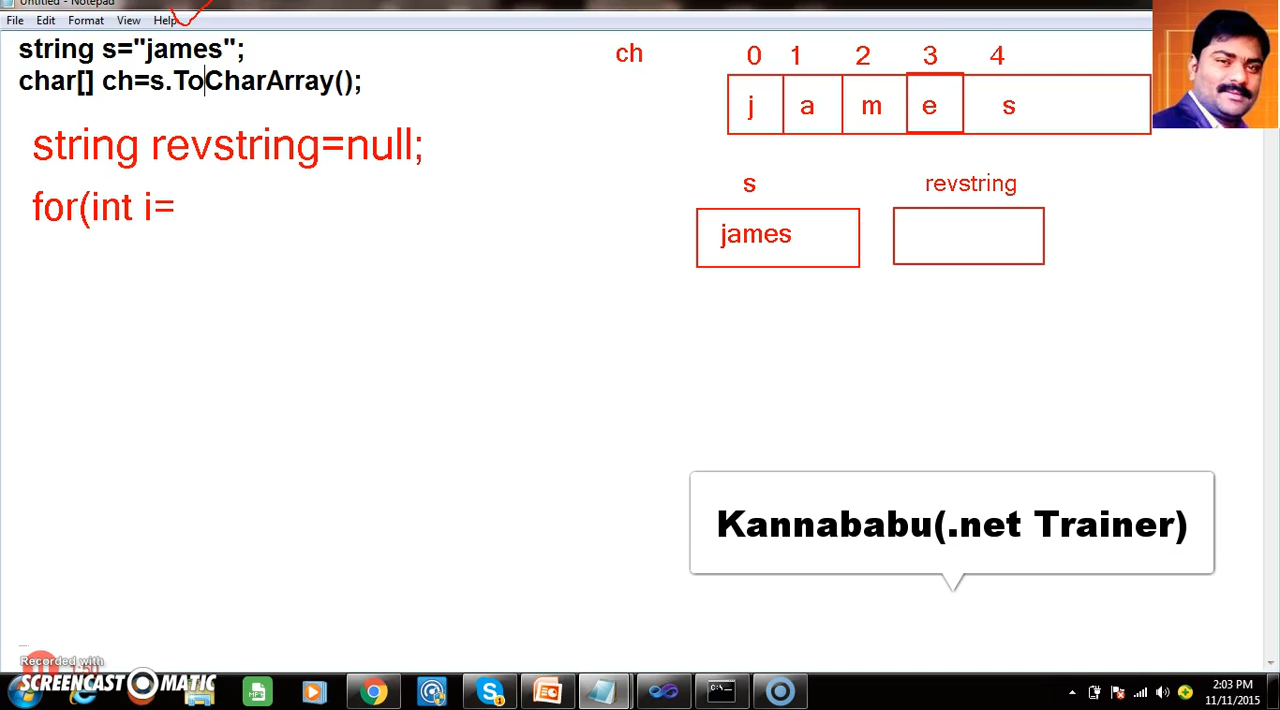 Untitled - Notepad
File Edit Format View Help
string s="james";
char[] ch=s.ToCharArray();
string revstring=null;
for(int i=
ch 0 1 2 3 4
j a m e s
s revstring
james
Kannababu(.net Trainer)
Recorded with
SCREENCAST MATIC
2:03 PM
11/11/2015